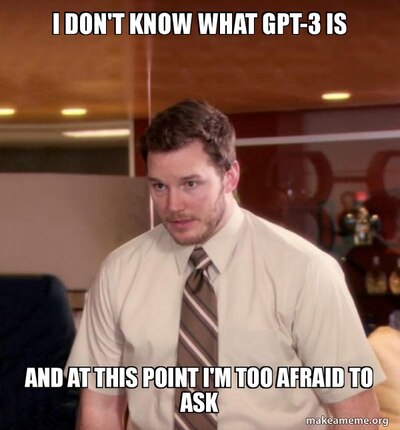 I DON'T KNOW WHAT GPT-3 IS
AND AT THIS POINT I'M TOO AFRAID TO
ASK
makeameme.org